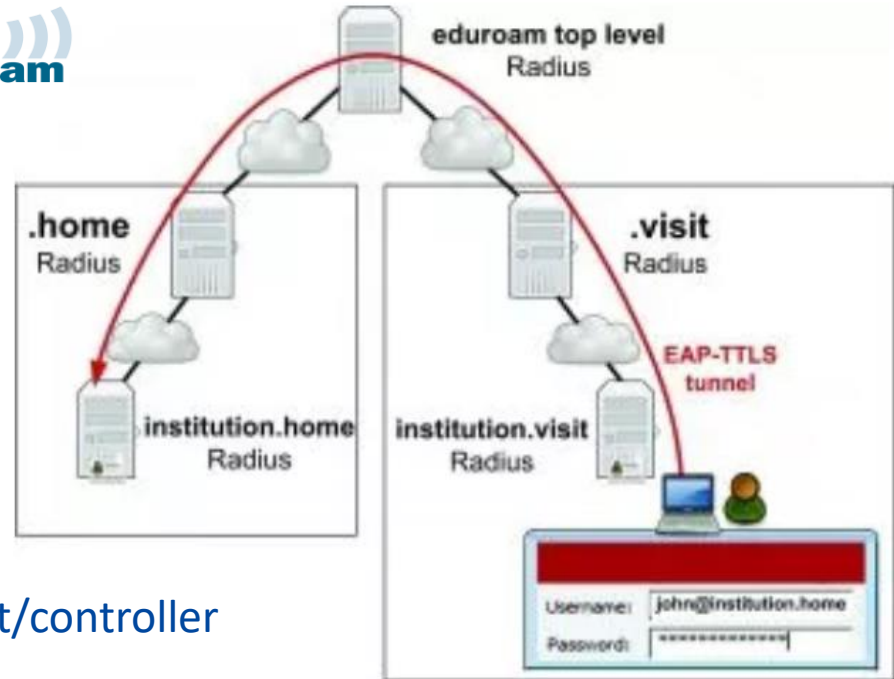 am
eduroam top level
Radius
.home
Radius
.visit
Radius
EAP-TTLS
tunnel
institution.home
Radius
institution.visit
Radius
Username: john@institution.home
Password: **************
t/controller